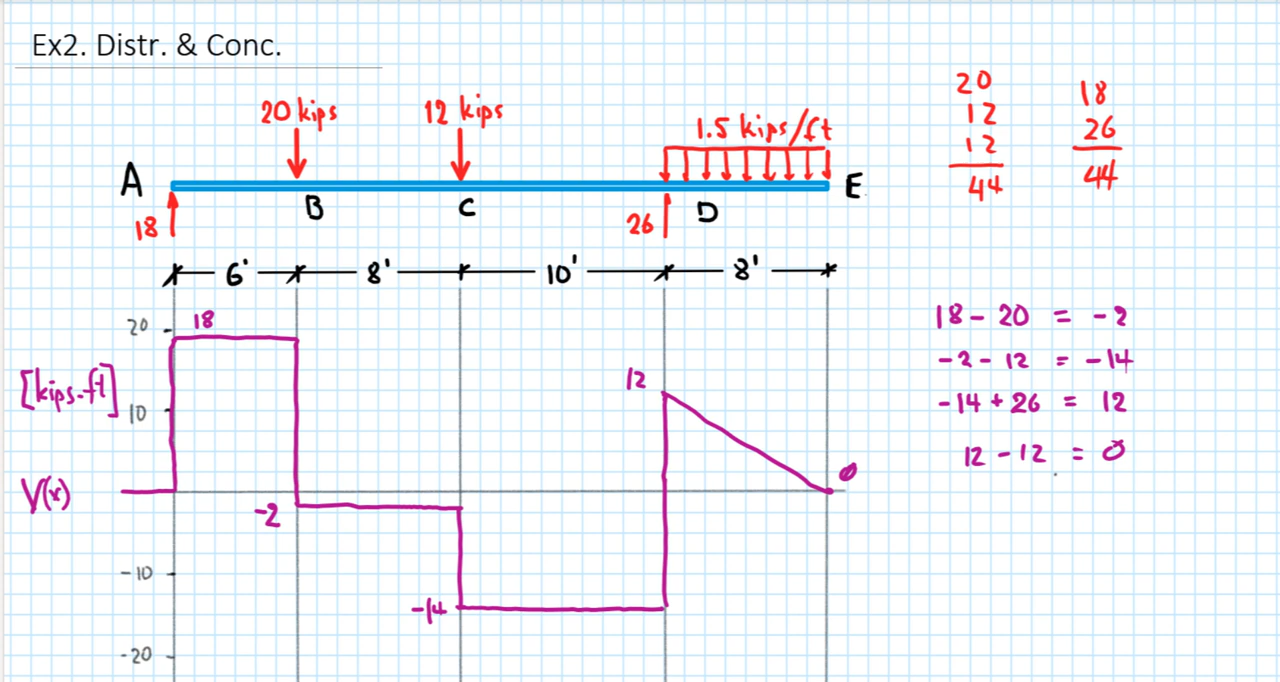 Ex2. Distr. & Conc.
20 kips
12 kips
1.5 kips/ft
A
B
C
D
E
18
26
6'
8'
10'
8'
20
12
12
44
18
26
44
20
18
[kips-ft]
10
12
V(x)
-2
0
-10
-14
-20
18 - 20 = -2
-2 - 12 = -14
-14 + 26 = 12
12 - 12 = 0